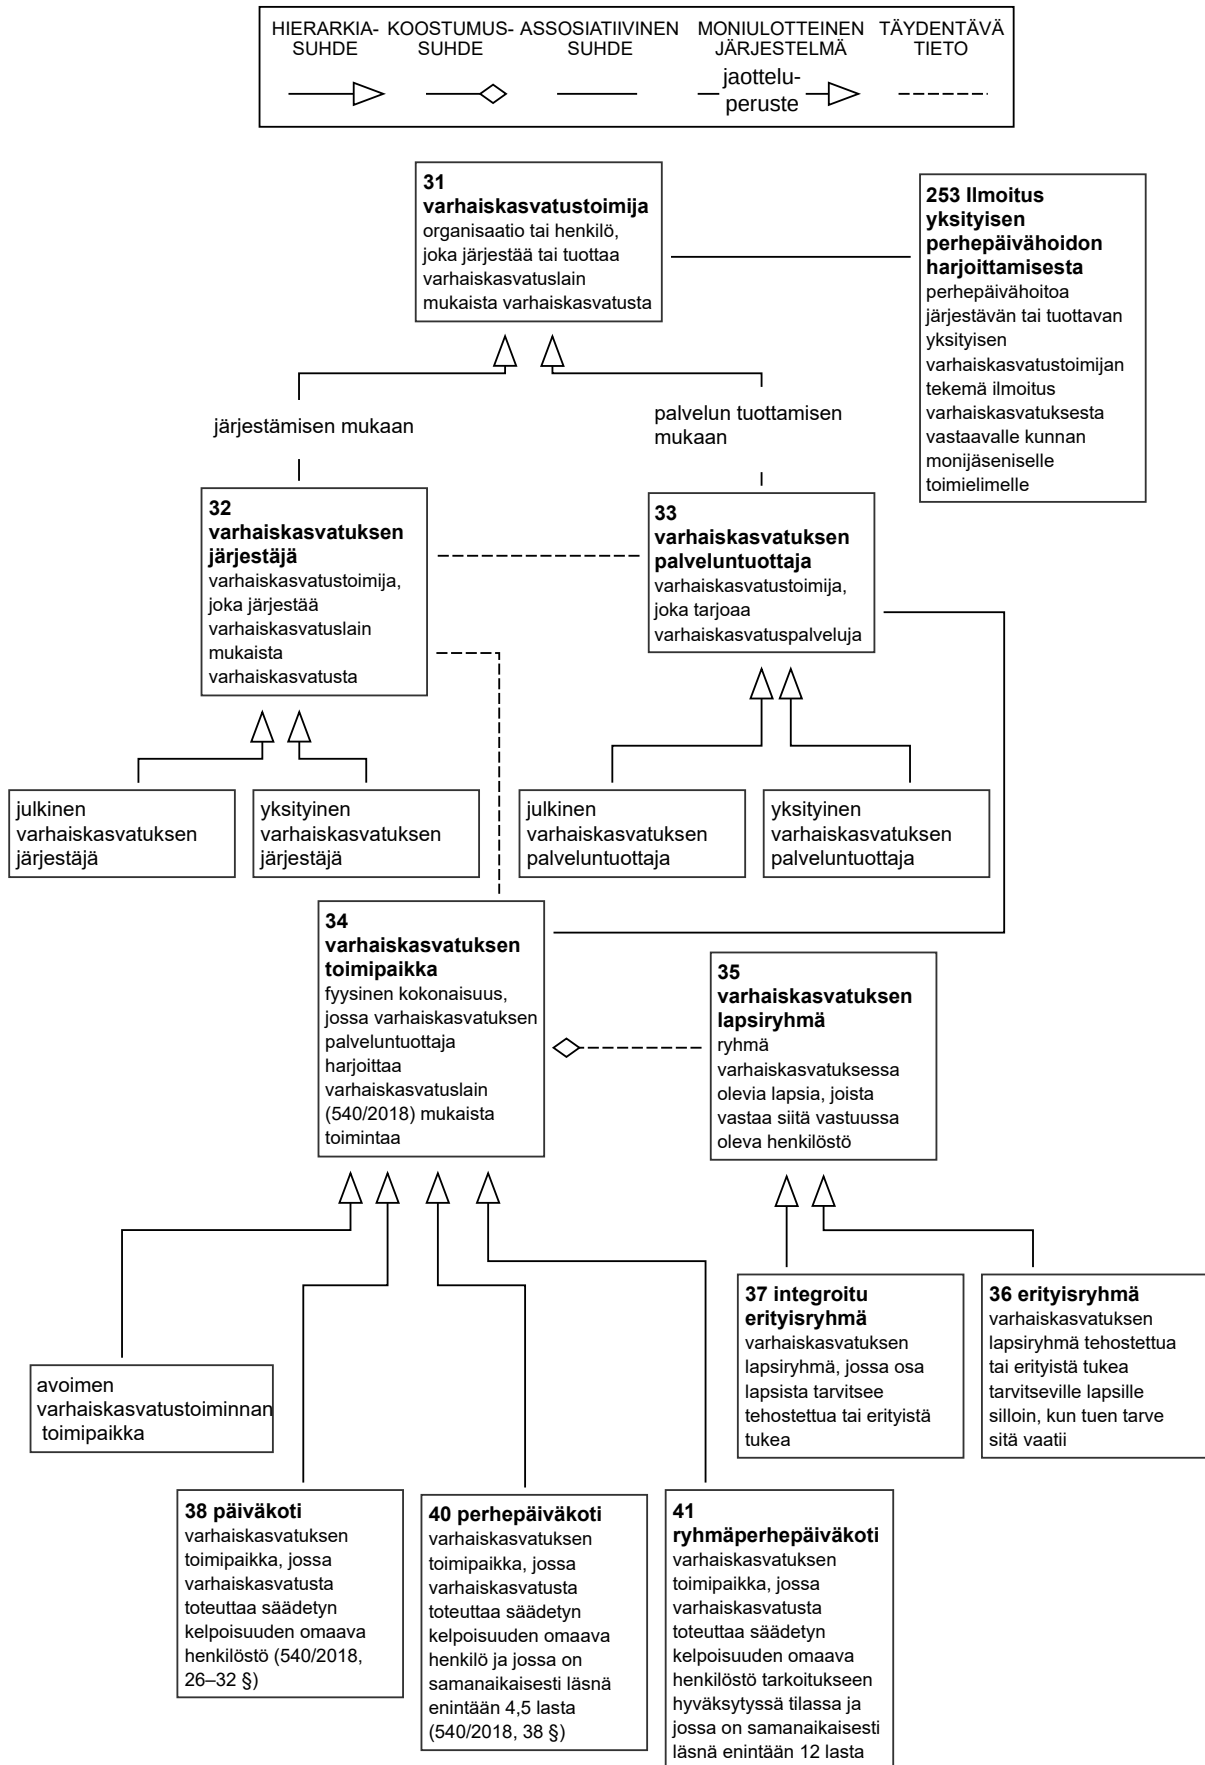 HIERARKIA-
SUHDE
KOOSTUMUS-
SUHDE
ASSOSIATIIVINEN
SUHDE
MONIULOTTEINEN
JÄRJESTELMÄ
TÄYDENTÄVÄ
TIETO
jaottelu-
peruste
31
varhaiskasvatustoimija
organisaatio tai henkilö,
joka järjestää tai tuottaa
varhaiskasvatuslain
mukaista varhaiskasvatusta
253 Ilmoitus
yksityisen
perhepäivähoidon
harjoittamisesta
perhepäivähoitoa
järjestävän tai tuottavan
yksityisen
varhaiskasvatustoimijan
tekemä ilmoitus
varhaiskasvatuksesta
vastaavalle kunnan
monijäseniselle
toimielimelle
järjestämisen mukaan
palvelun tuottamisen
mukaan
32
varhaiskasvatuksen
järjestäjä
varhaiskasvatustoimija,
joka järjestää
varhaiskasvatuslain
mukaista
varhaiskasvatusta
33
varhaiskasvatuksen
palveluntuottaja
varhaiskasvatustoimija,
joka tarjoaa
varhaiskasvatuspalveluja
julkinen
varhaiskasvatuksen
järjestäjä
yksityinen
varhaiskasvatuksen
järjestäjä
julkinen
varhaiskasvatuksen
palveluntuottaja
yksityinen
varhaiskasvatuksen
palveluntuottaja
34
varhaiskasvatuksen
toimipaikka
fyysinen kokonaisuus,
jossa varhaiskasvatuksen
palveluntuottaja
harjoittaa
varhaiskasvatuslain
(540/2018) mukaista
toimintaa
35
varhaiskasvatuksen
lapsiryhmä
ryhmä
varhaiskasvatuksessa
olevia lapsia, joista
vastaa siitä vastuussa
oleva henkilöstö
37 integroitu
erityisryhmä
varhaiskasvatuksen
lapsiryhmä, jossa osa
lapsista tarvitsee
tehostettua tai erityistä
tukea
36 erityisryhmä
varhaiskasvatuksen
lapsiryhmä tehostettua
tai erityistä tukea
tarvitseville lapsille
silloin, kun tuen tarve
sitä vaatii
avoimen
varhaiskasvatustoiminnan
toimipaikka
38 päiväkoti
varhaiskasvatuksen
toimipaikka, jossa
varhaiskasvatusta
toteuttaa säädetyn
kelpoisuuden omaava
henkilöstö (540/2018,
26–32 §)
40 perhepäiväkoti
varhaiskasvatuksen
toimipaikka, jossa
varhaiskasvatusta
toteuttaa säädetyn
kelpoisuuden omaava
henkilö ja jossa on
samanaikaisesti läsnä
enintään 4,5 lasta
(540/2018, 38 §)
41
ryhmäperhepäiväkoti
varhaiskasvatuksen
toimipaikka, jossa
varhaiskasvatusta
toteuttaa säädetyn
kelpoisuuden omaava
henkilöstö tarkoitukseen
hyväksytyssä tilassa ja
jossa on samanaikaisesti
läsnä enintään 12 lasta